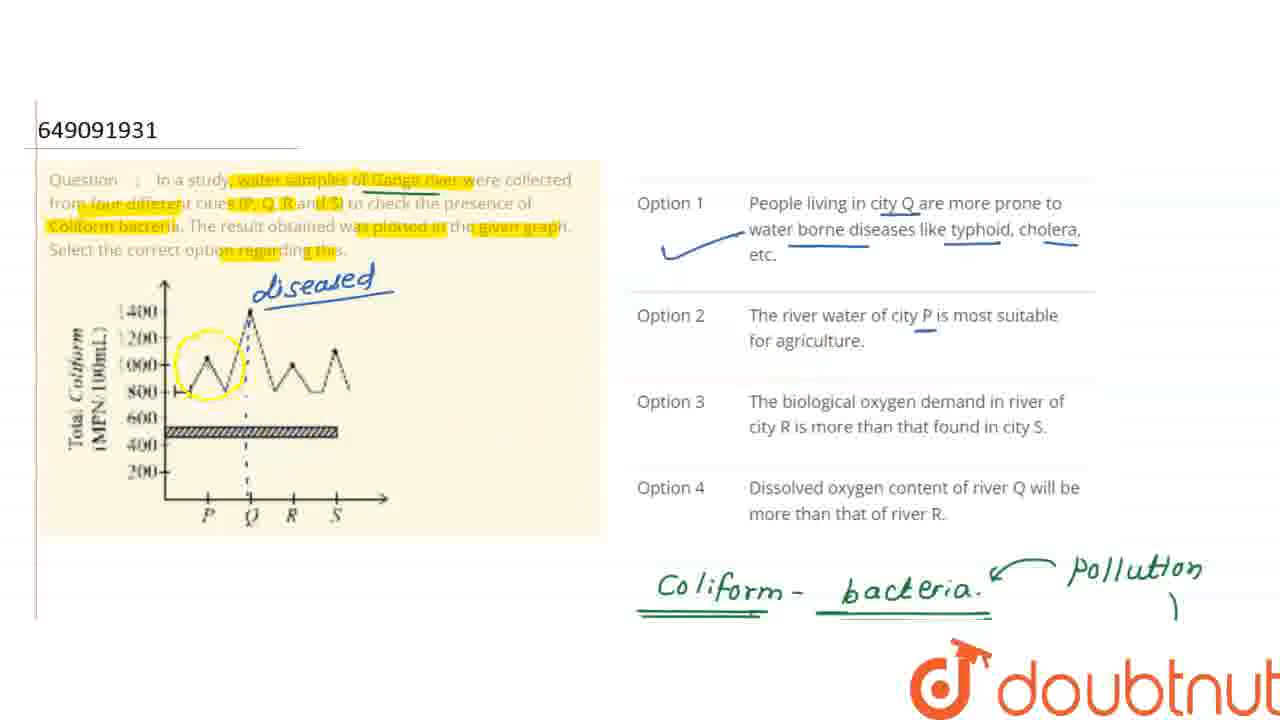 649091931
Question : In a study, water samples of Ganga river were collected
from four different cities (P, Q, R and S) to check the presence of
Coliform bacteria. The result obtained was plotted in the given graph.
Select the correct option regarding this.
diseased
Total Coliform
(MPN/100mL)
1400
1200
1000
800
600
400
200
P Q R S
Option 1 People living in city Q are more prone to
water borne diseases like typhoid, cholera,
etc.
Option 2 The river water of city P is most suitable
for agriculture.
Option 3 The biological oxygen demand in river of
city R is more than that found in city S.
Option 4 Dissolved oxygen content of river Q will be
more than that of river R.
Coliform - bacteria. Pollution
doubtnut